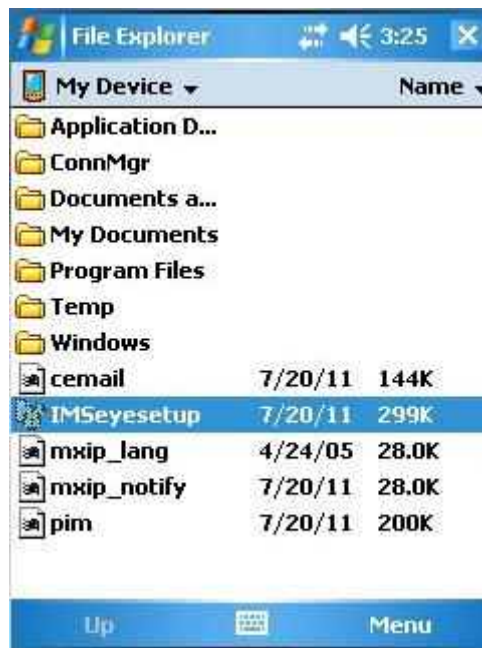 File Explorer 3:25
My Device Name
Application D...
ConnMgr
Documents a...
My Documents
Program Files
Temp
Windows
cemail 7/20/11 144K
IMSeyesetup 7/20/11 299K
mxip_lang 4/24/05 28.0K
mxip_notify 7/20/11 28.0K
pim 7/20/11 200K
Up Menu